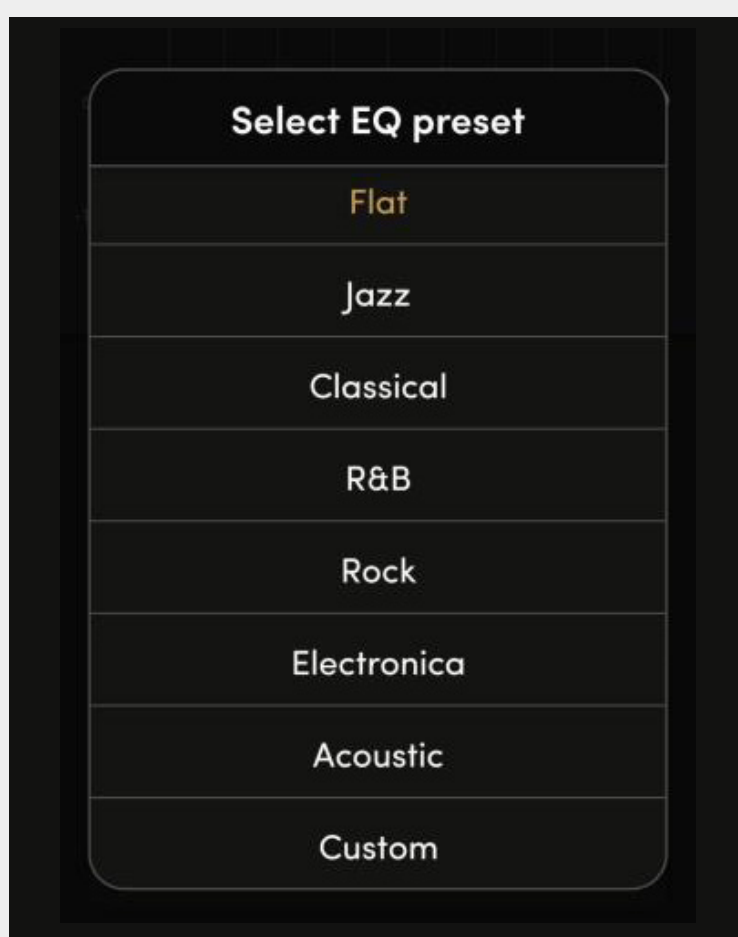 Select EQ preset
Flat
Jazz
Classical
R&B
Rock
Electronica
Acoustic
Custom